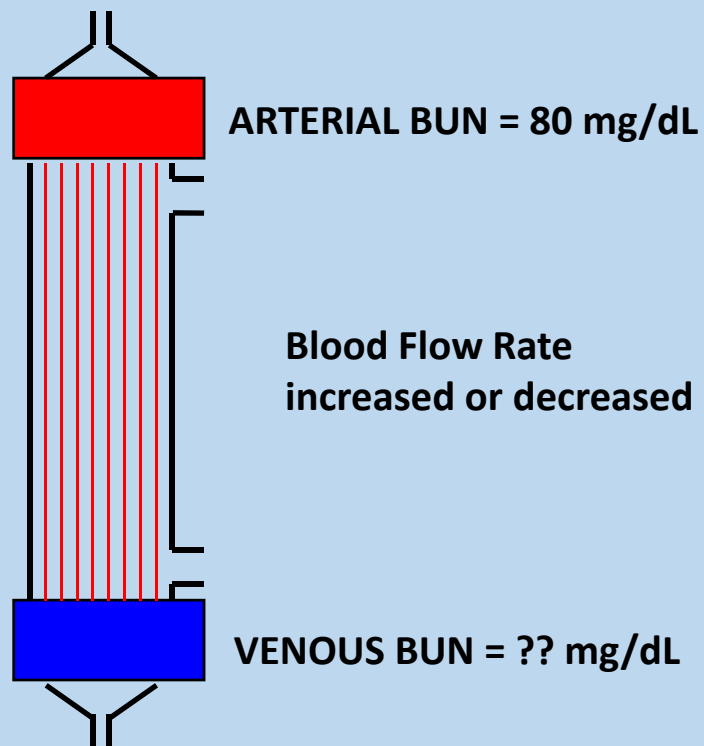 ARTERIAL BUN = 80 mg/dL
Blood Flow Rate
increased or decreased
VENOUS BUN = ?? mg/dL